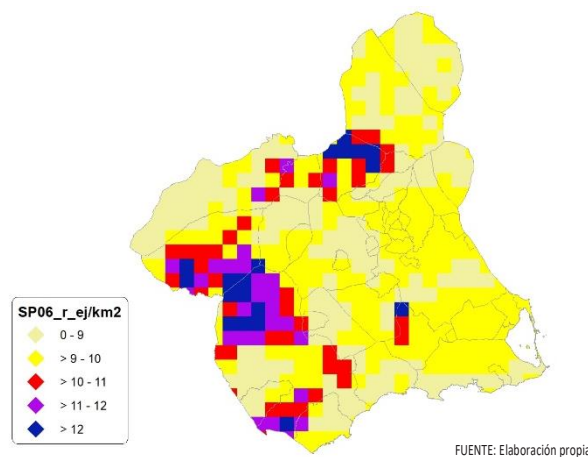 SP06_r_ej/km2
0 - 9
> 9 - 10
> 10 - 11
> 11 - 12
> 12
FUENTE: Elaboración propia